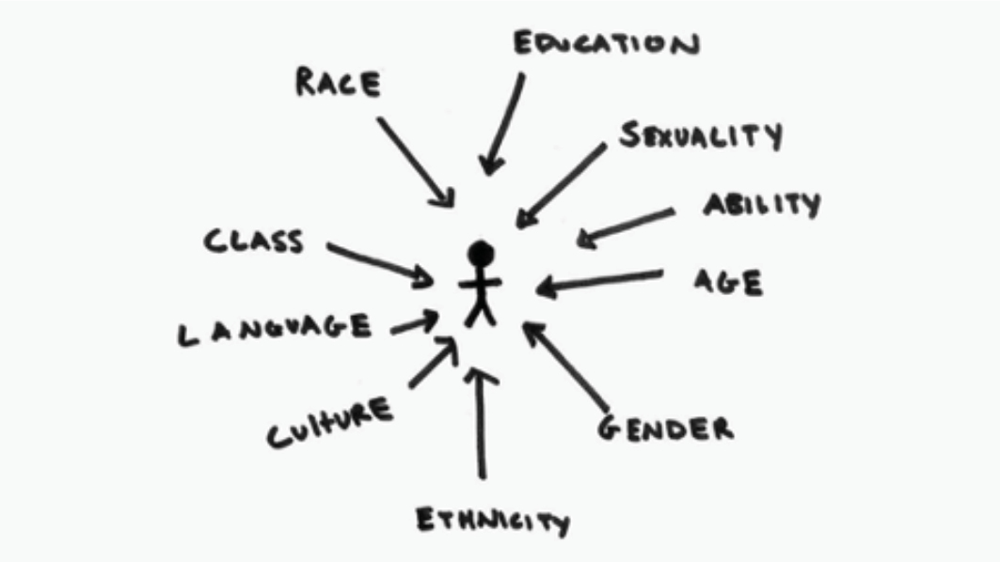 EDUCATION
RACE
SEXUALITY
ABILITY
CLASS
AGE
LANGUAGE
CULTURE
GENDER
ETHNICITY